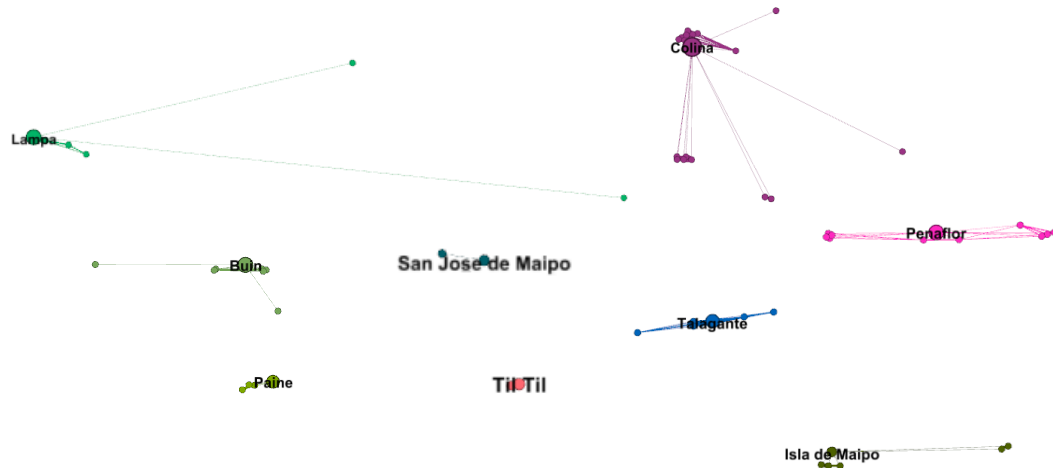 Colina
Lampa
Penaflor
San Jose de Maipo
Buin
Talagante
Paine
Til Til
Isla de Maipo